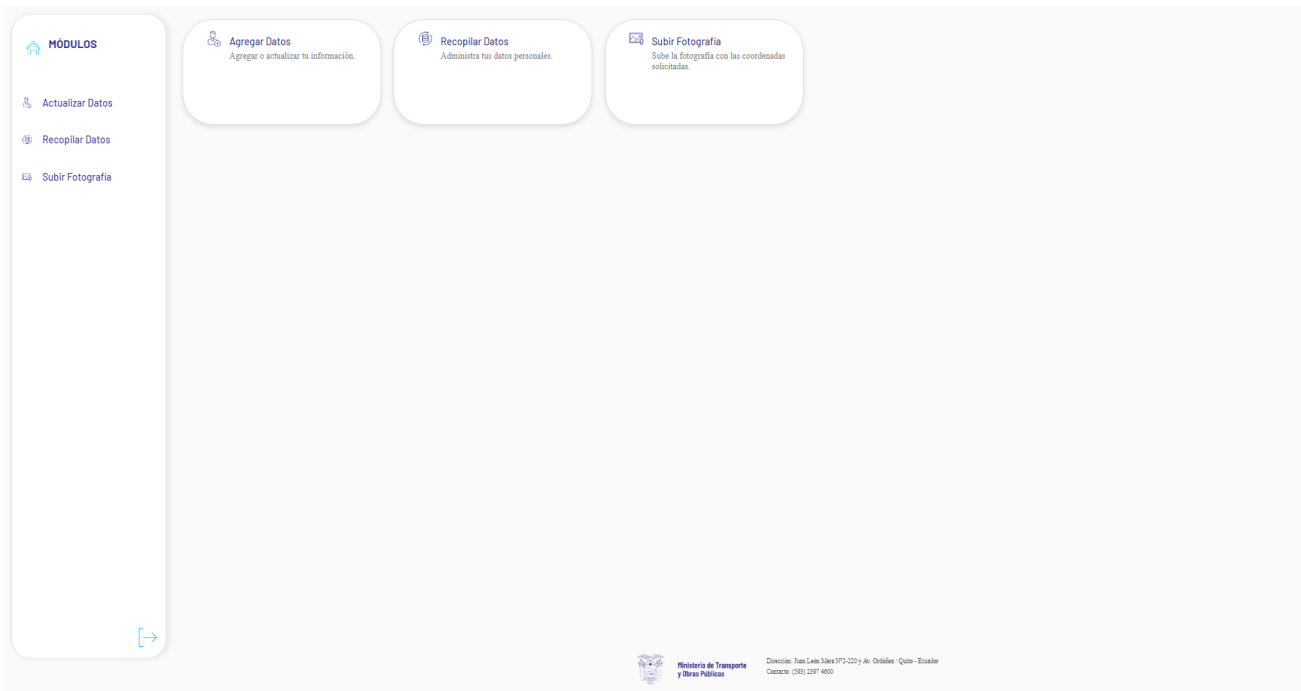 MÓDULOS
Actualizar Datos
Recopilar Datos
Subir Fotografía
Agregar Datos
Agregar o actualizar tu información.
Recopilar Datos
Administra tus datos personales.
Subir Fotografía
Sube la fotografía con las coordenadas
solicitadas.
Ministerio de Transporte
y Obras Públicas
Dirección: Juan León Mera N°2-220 y Av. Ordóñez / Quito - Ecuador
Contacto: (593) 2397 4600